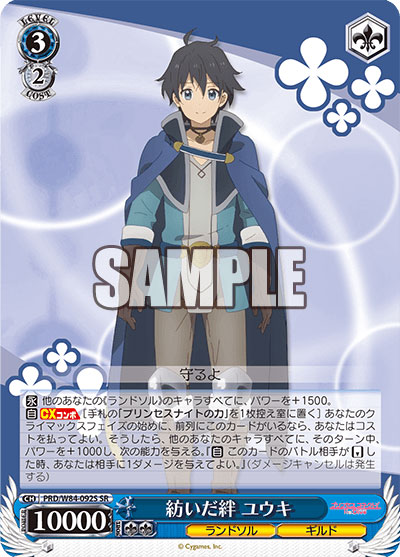 LEVEL
3
2
COST
SAMPLE
守るよ
永 他のあなたの《ランドソル》のキャラすべてに、パワーを+1500。
自 CXコンボ [手札の「プリンセスナイトの力」を1枚控え室に置く] あなたのク
ライマックスフェイズの始めに、前列にこのカードがいるなら、あなたはコス
トを払ってよい。そうしたら、他のあなたのキャラすべてに、そのターン中、
パワーを+1000し、次の能力を与える。『自 このカードのバトル相手が した
時、あなたは相手に1ダメージを与えてよい。』(ダメージキャンセルは発生
する)
CH PRD/W84-092S SR
POWER 10000 SOUL
紡いだ絆 ユウキ
ランドソル ギルド
© Cygames, Inc.